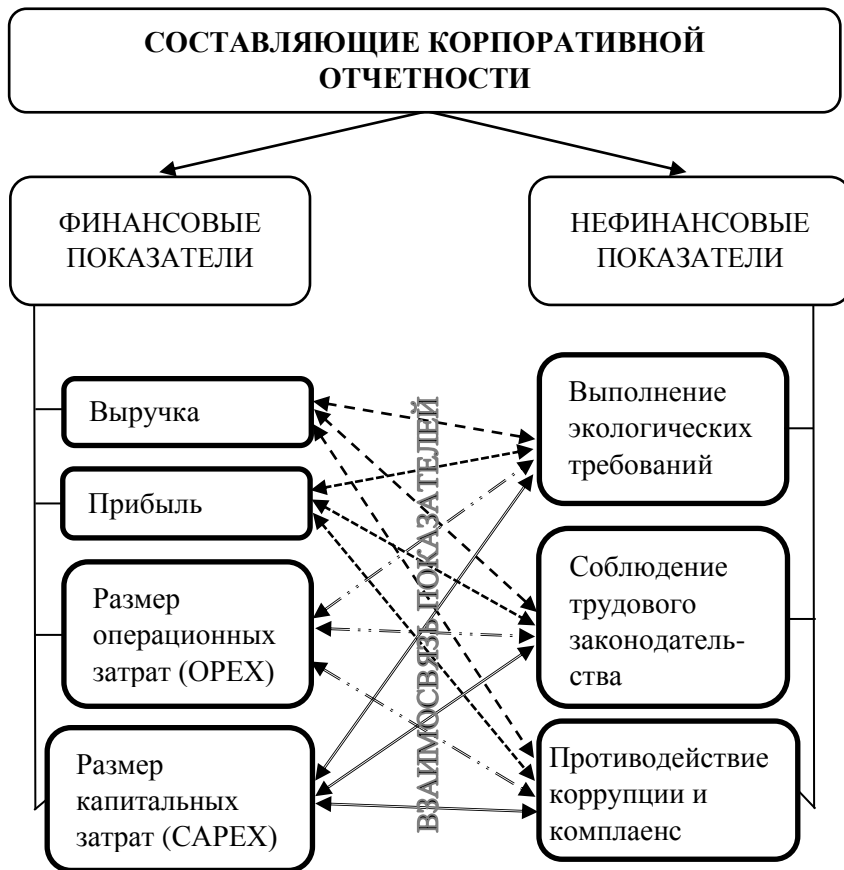 СОСТАВЛЯЮЩИЕ КОРПОРАТИВНОЙ
ОТЧЕТНОСТИ
ФИНАНСОВЫЕ
ПОКАЗАТЕЛИ
НЕФИНАНСОВЫЕ
ПОКАЗАТЕЛИ
Выручка
Прибыль
Размер
операционных
затрат (OPEX)
Размер
капитальных
затрат (CAPEX)
ВЗАИМОСВЯЗЬ ПОКАЗАТЕЛЕЙ
Выполнение
экологических
требований
Соблюдение
трудового
законодатель-
ства
Противодействие
коррупции и
комплаенс